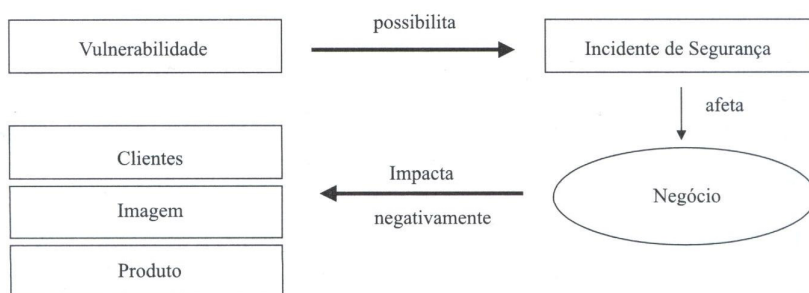 possibilita
Vulnerabilidade
Incidente de Segurança
afeta
Clientes
Impacta
negativamente
Negócio
Imagem
Produto